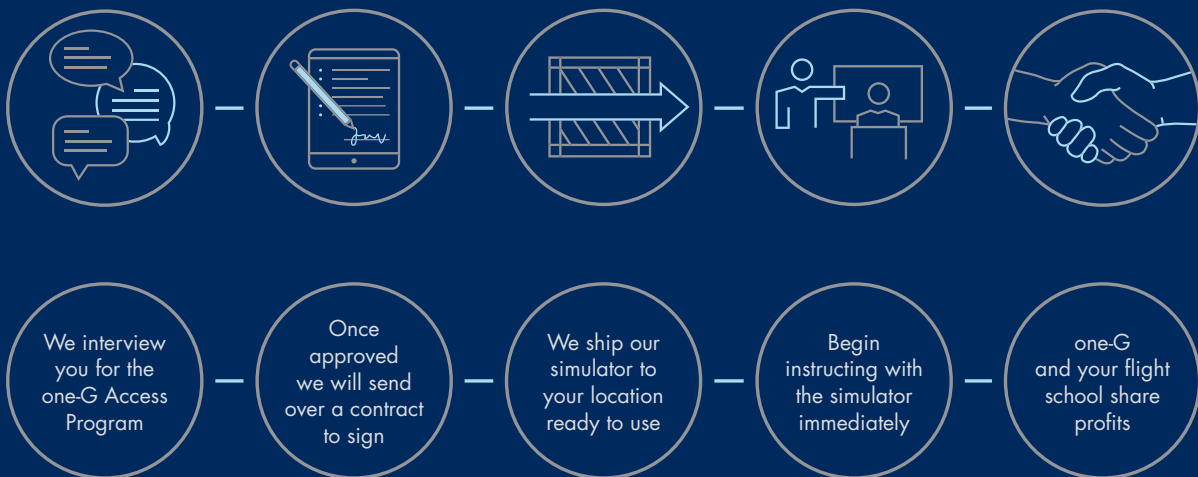 We interview
you for the
one-G Access
Program
Once
approved
we will send
over a contract
to sign
We ship our
simulator to
your location
ready to use
Begin
instructing with
the simulator
immediately
one-G
and your flight
school share
profits